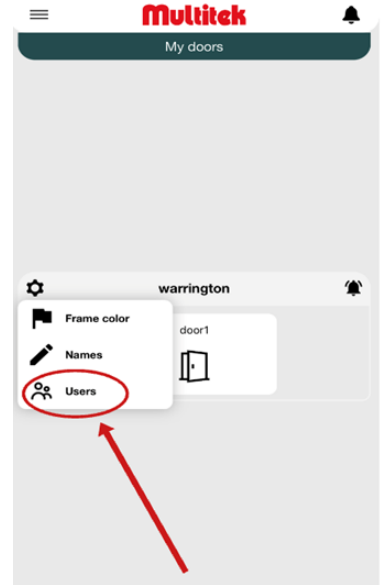 Multitek
My doors
warrington
Frame color
door1
Names
Users